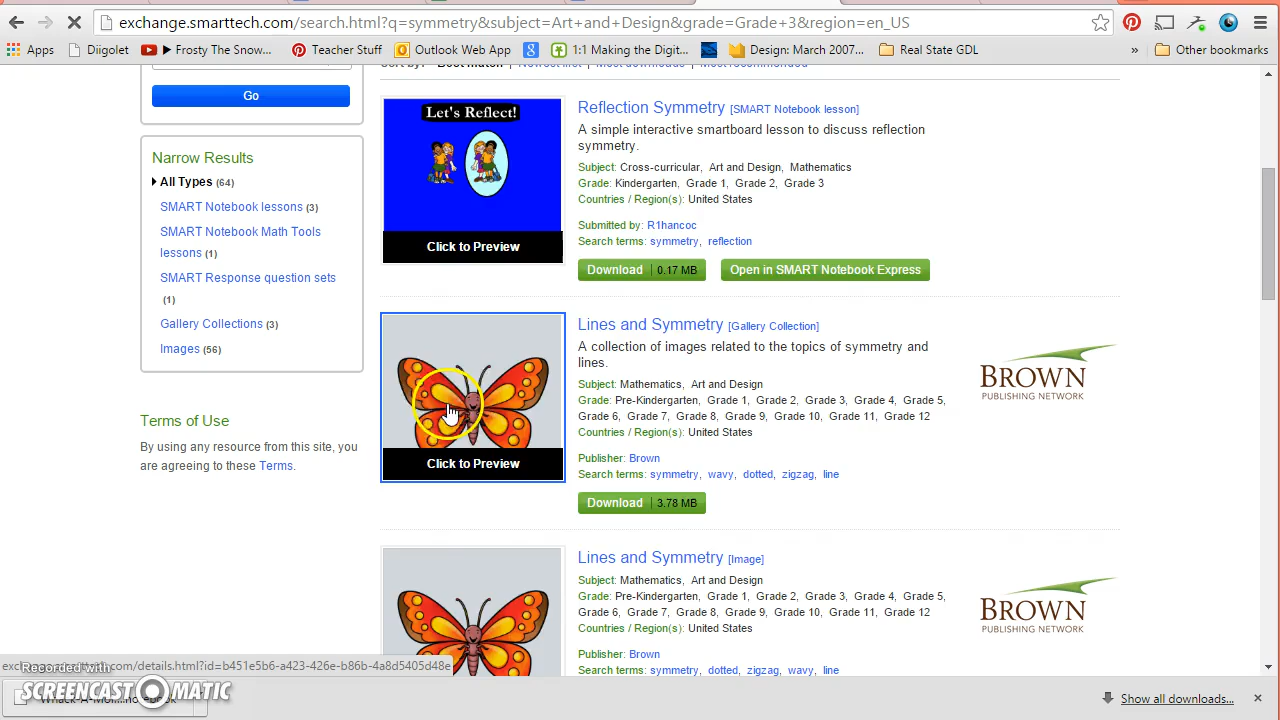 exchange.smarttech.com/search.html?q=symmetry&subject=Art+and+Design&grade=Grade+3&region=en_US
Apps Diigolet ► Frosty The Snow... Teacher Stuff Outlook Web App 1:1 Making the Digit... Design: March 2007... Real State GDL » Other bookmarks
Sort by: Best match | Newest first | Most downloads | Most recommended
Go
Narrow Results
All Types (64)
SMART Notebook lessons (3)
SMART Notebook Math Tools
lessons (1)
SMART Response question sets
(1)
Gallery Collections (3)
Images (56)
Terms of Use
By using any resource from this site, you
are agreeing to these Terms.
Let's Reflect!
Click to Preview
Reflection Symmetry [SMART Notebook lesson]
A simple interactive smartboard lesson to discuss reflection
symmetry.
Subject: Cross-curricular, Art and Design, Mathematics
Grade: Kindergarten, Grade 1, Grade 2, Grade 3
Countries / Region(s): United States
Submitted by: R1hancoc
Search terms: symmetry, reflection
Download | 0.17 MB Open in SMART Notebook Express
Click to Preview
Lines and Symmetry [Gallery Collection]
A collection of images related to the topics of symmetry and
lines.
Subject: Mathematics, Art and Design
Grade: Pre-Kindergarten, Grade 1, Grade 2, Grade 3, Grade 4, Grade 5,
Grade 6, Grade 7, Grade 8, Grade 9, Grade 10, Grade 11, Grade 12
Countries / Region(s): United States
Publisher: Brown
Search terms: symmetry, wavy, dotted, zigzag, line
Download | 3.78 MB
BROWN
PUBLISHING NETWORK
Lines and Symmetry [Image]
Subject: Mathematics, Art and Design
Grade: Pre-Kindergarten, Grade 1, Grade 2, Grade 3, Grade 4, Grade 5,
Grade 6, Grade 7, Grade 8, Grade 9, Grade 10, Grade 11, Grade 12
Countries / Region(s): United States
Publisher: Brown
Search terms: symmetry, dotted, zigzag, wavy, line
BROWN
PUBLISHING NETWORK
.com/details.html?id=b451e5b6-a423-426e-b86b-4a8d5405d48e
Recorded with
SCREENCAST MATIC
Show all downloads...